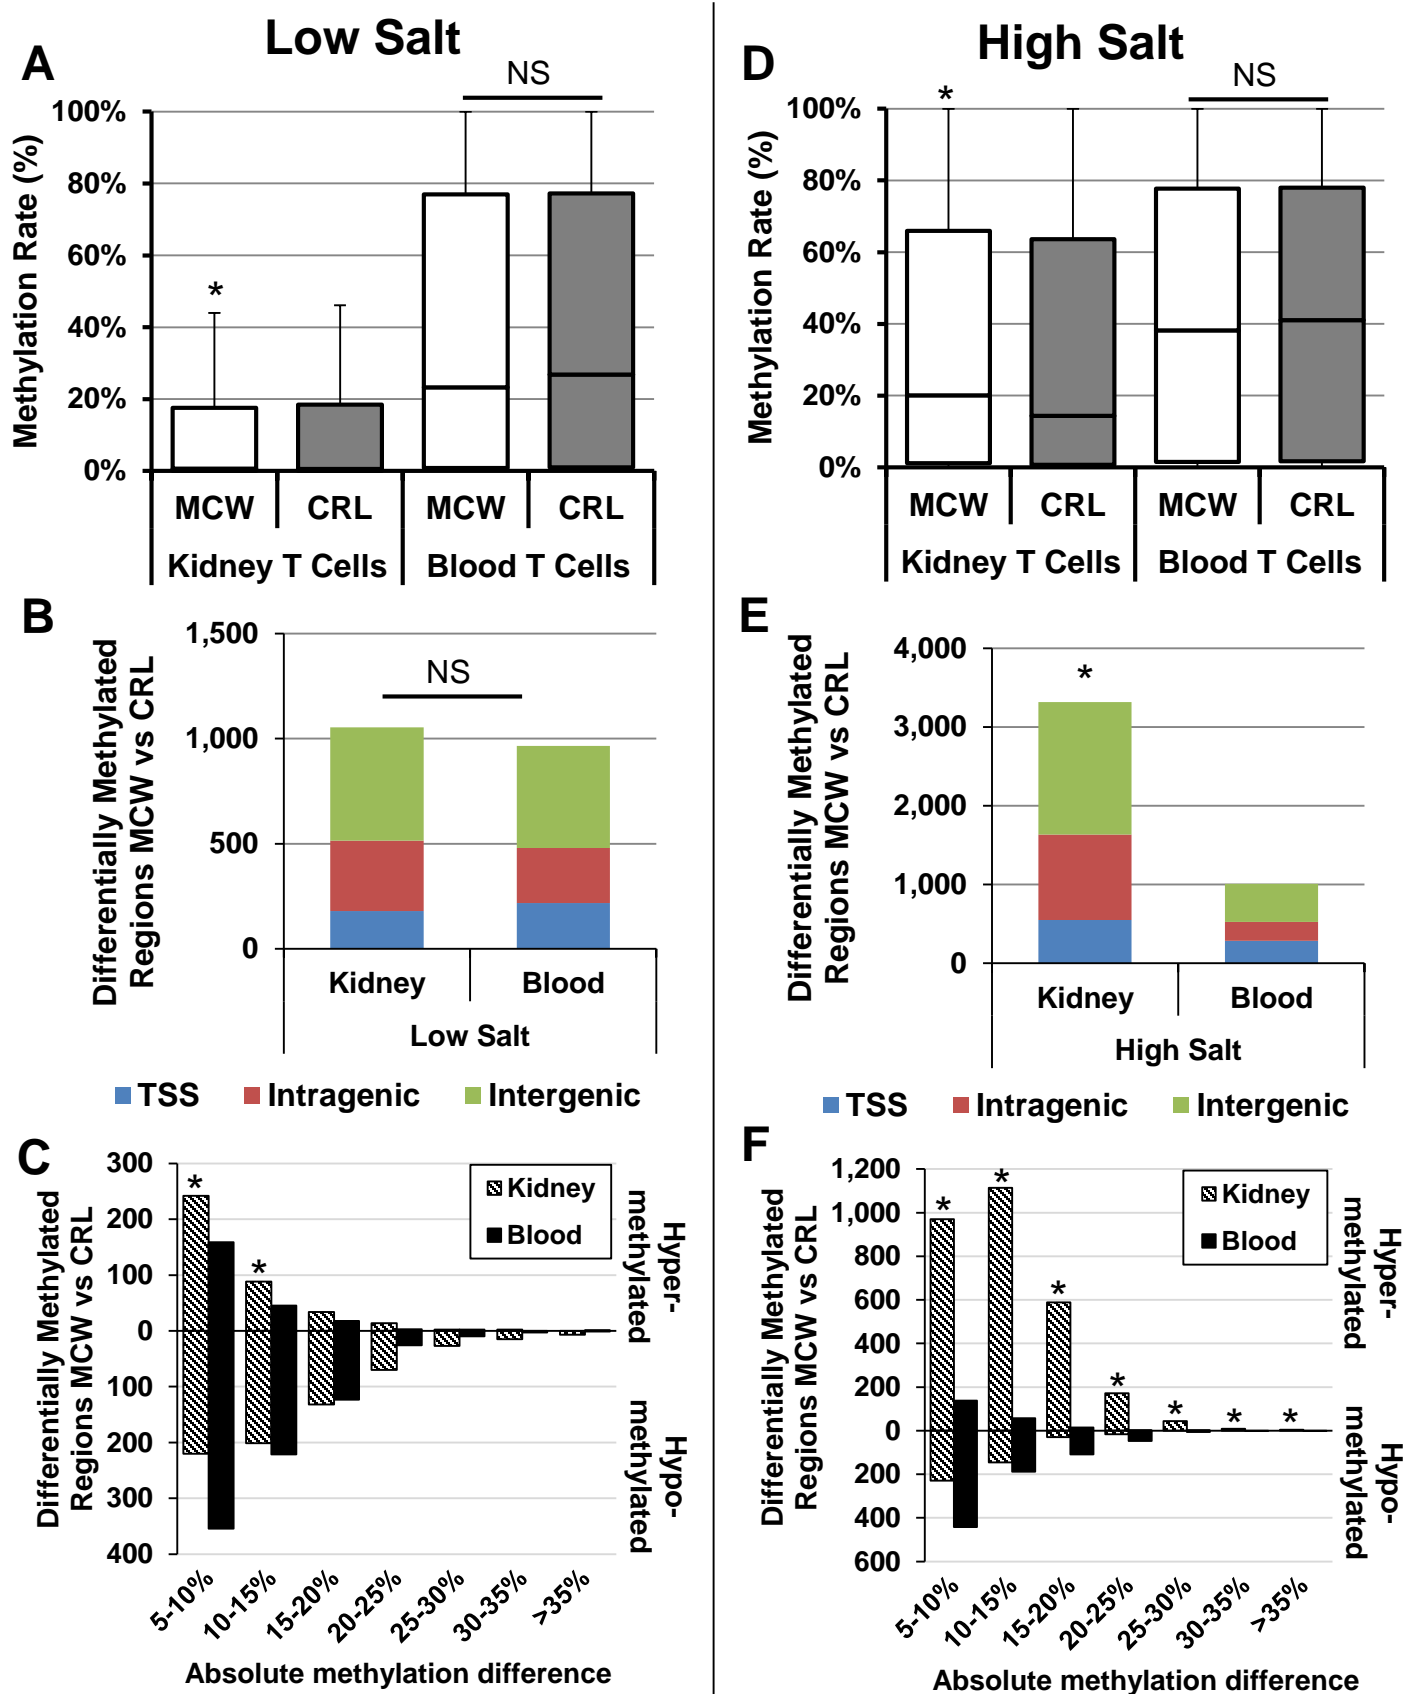 Low Salt
A
NS
Methylation Rate (%)
100%
80%
60%
40%
20%
0%
*
MCW
CRL
MCW
CRL
Kidney T Cells
Blood T Cells
B
Differentially Methylated
Regions MCW vs CRL
1,500
1,000
500
0
NS
Kidney
Blood
Low Salt
TSS
Intragenic
Intergenic
C
Differentially Methylated
Regions MCW vs CRL
300
200
100
0
100
200
300
400
*
*
Kidney
Blood
Hyper-
methylated
Hypo-
methylated
5-10%
10-15%
15-20%
20-25%
25-30%
30-35%
>35%
Absolute methylation difference
High Salt
D
NS
Methylation Rate (%)
100%
80%
60%
40%
20%
0%
*
MCW
CRL
MCW
CRL
Kidney T Cells
Blood T Cells
E
Differentially Methylated
Regions MCW vs CRL
4,000
3,000
2,000
1,000
0
*
Kidney
Blood
High Salt
TSS
Intragenic
Intergenic
F
Differentially Methylated
Regions MCW vs CRL
1,200
1,000
800
600
400
200
0
200
400
600
*
*
*
*
*
*
*
Kidney
Blood
Hyper-
methylated
Hypo-
methylated
5-10%
10-15%
15-20%
20-25%
25-30%
30-35%
>35%
Absolute methylation difference